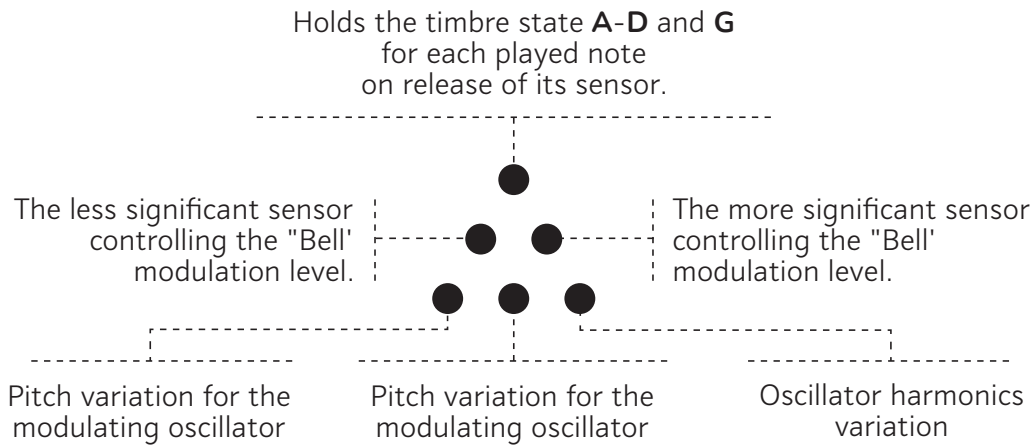 Holds the timbre state A-D and G
for each played note
on release of its sensor.
The less significant sensor
controlling the "Bell'
modulation level.
The more significant sensor
controlling the "Bell'
modulation level.
Pitch variation for the
modulating oscillator
Pitch variation for the
modulating oscillator
Oscillator harmonics
variation